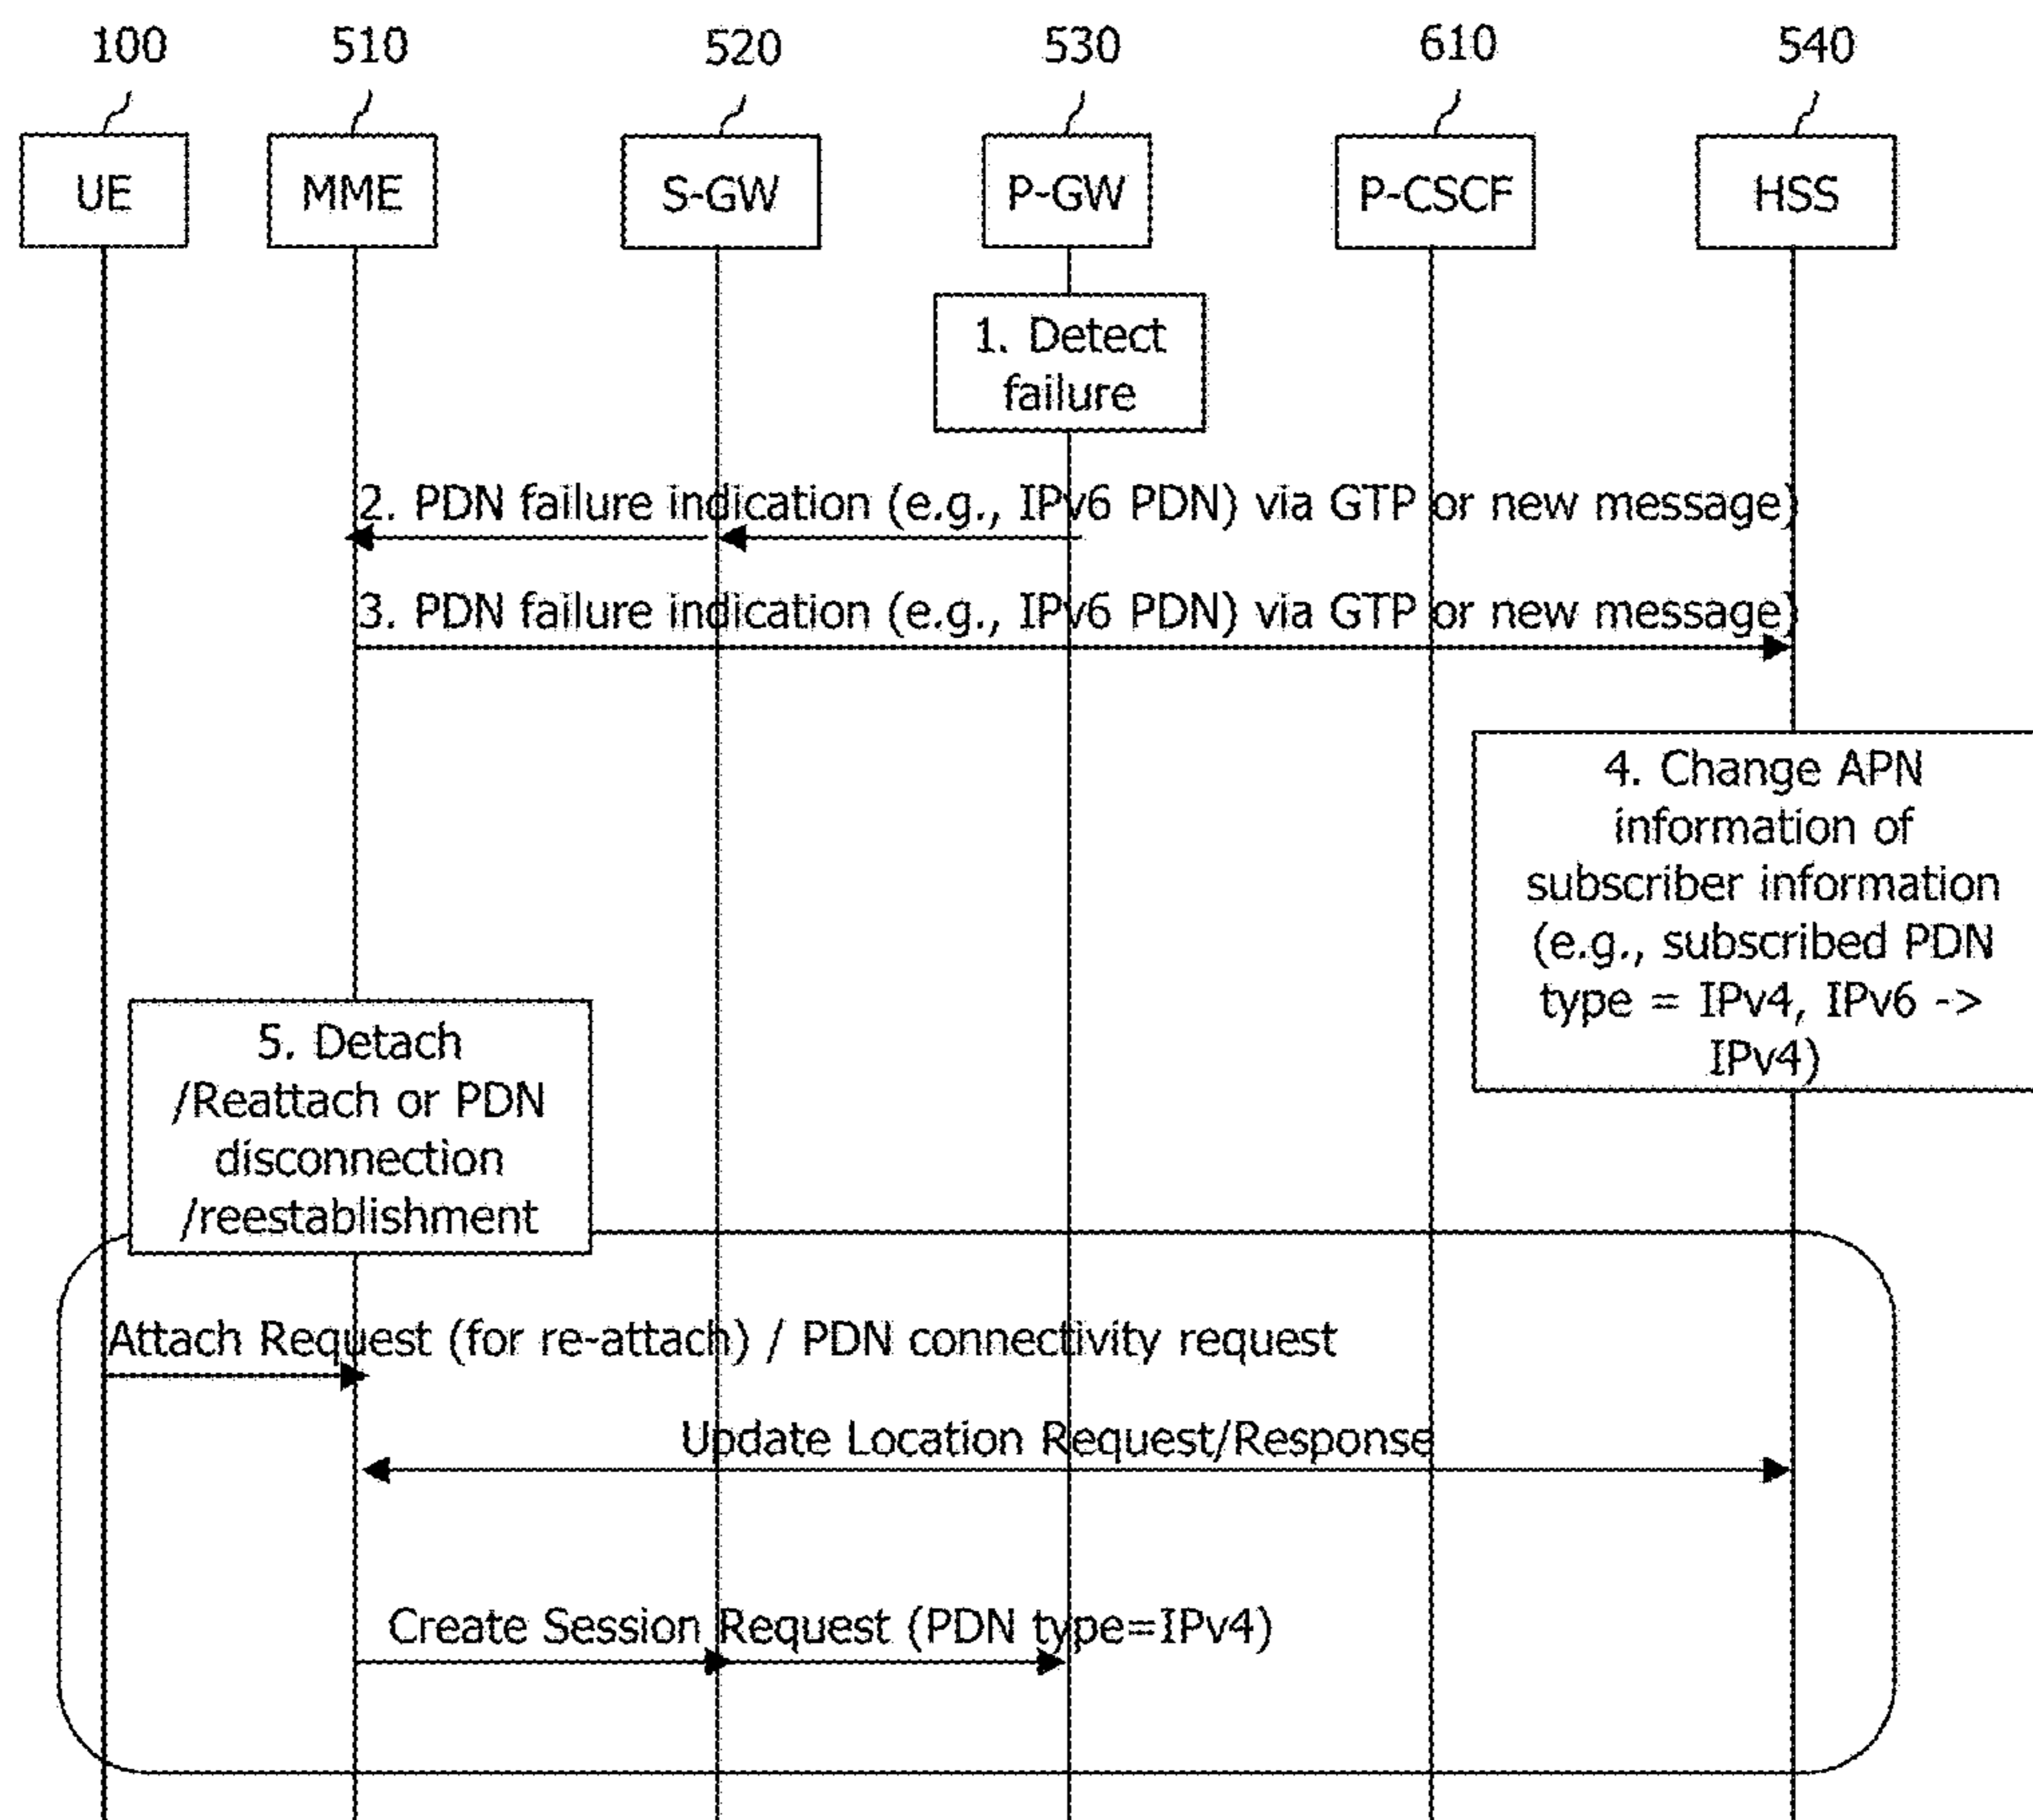 100
510
520
530
610
540
UE
MME
S-GW
P-GW
P-CSCF
HSS
1. Detect
failure
2. PDN failure indication (e.g., IPv6 PDN) via GTP or new message)
3. PDN failure indication (e.g., IPv6 PDN) via GTP or new message)
4. Change APN
information of
subscriber information
(e.g., subscribed PDN
type = IPv4, IPv6 ->
IPv4)
5. Detach
/Reattach or PDN
disconnection
/reestablishment
Attach Request (for re-attach) / PDN connectivity request
Update Location Request/Response
Create Session Request (PDN type=IPv4)